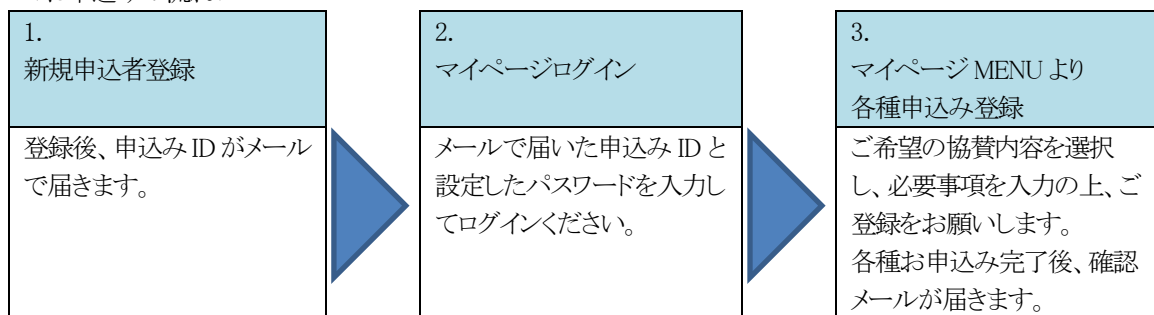 1.
新規申込者登録
登録後、申込み ID がメール
で届きます。
2.
マイページログイン
メールで届いた申込み ID と
設定したパスワードを入力し
てログインください。
3.
マイページ MENU より
各種申込み登録
ご希望の協賛内容を選択
し、必要事項を入力の上、ご
登録をお願いします。
各種お申込み完了後、確認
メールが届きます。